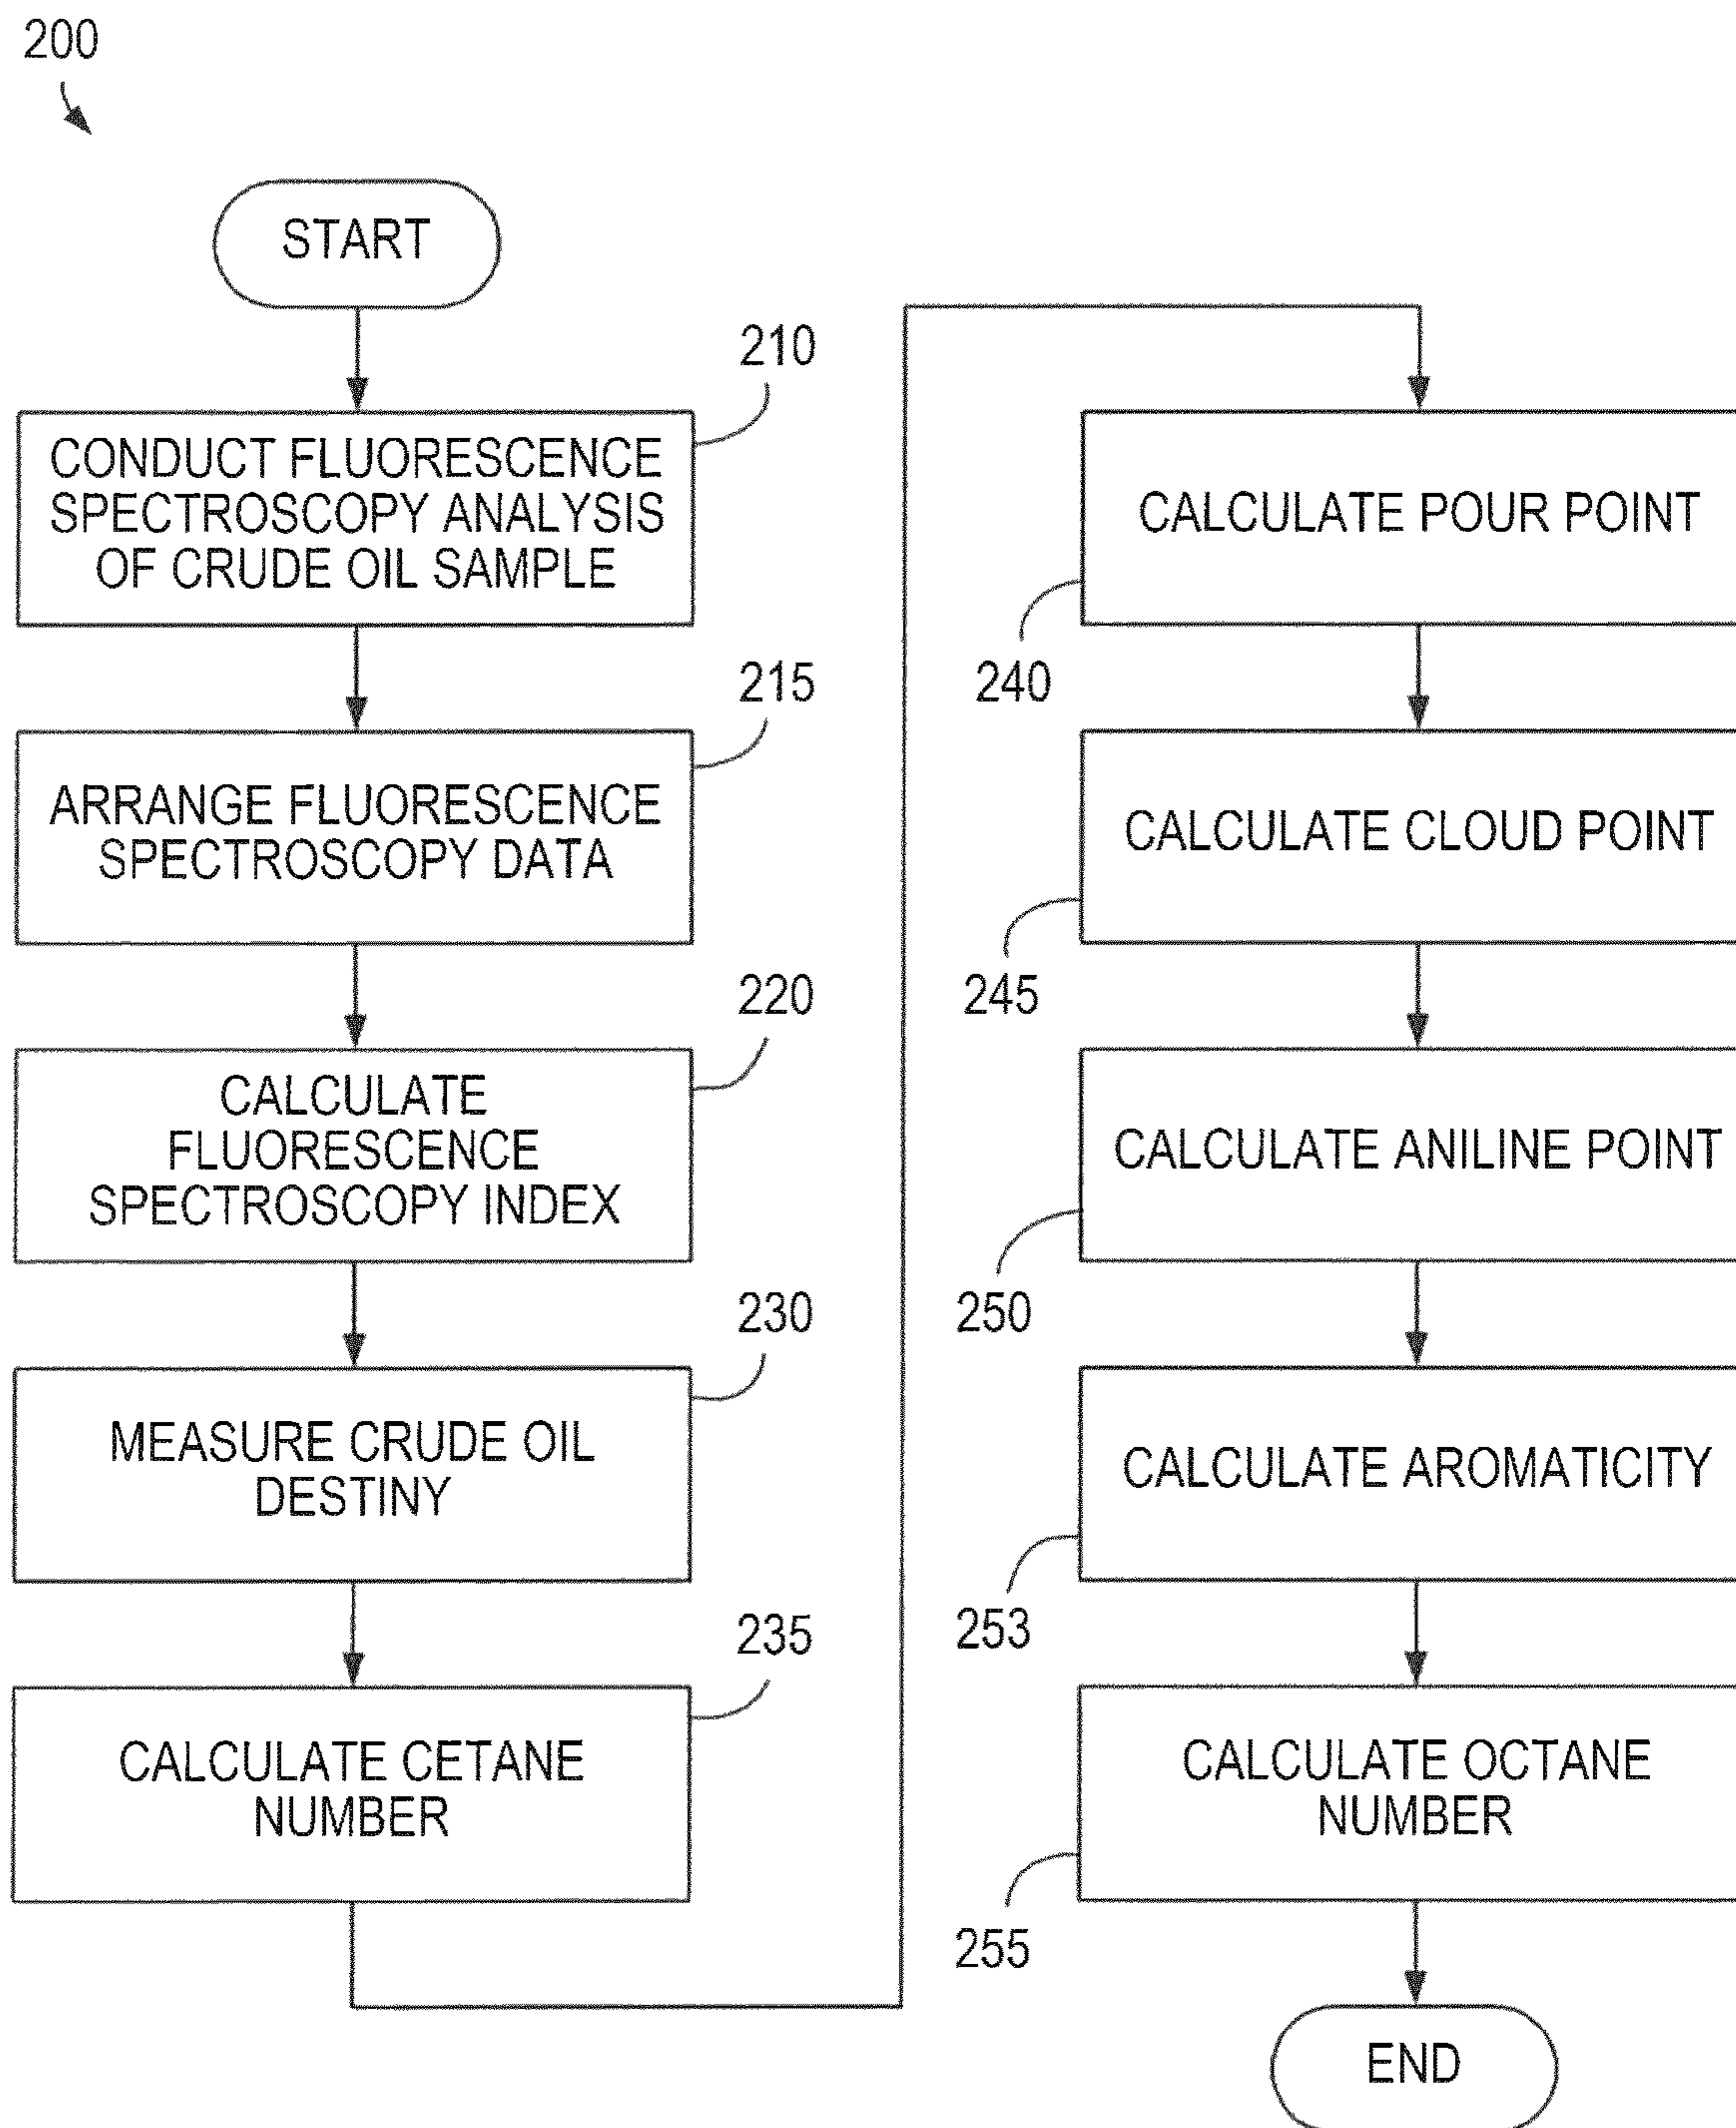 200
START
210
CONDUCT FLUORESCENCE
SPECTROSCOPY ANALYSIS
OF CRUDE OIL SAMPLE
215
ARRANGE FLUORESCENCE
SPECTROSCOPY DATA
220
CALCULATE
FLUORESCENCE
SPECTROSCOPY INDEX
230
MEASURE CRUDE OIL
DESTINY
235
CALCULATE CETANE
NUMBER
CALCULATE POUR POINT
240
CALCULATE CLOUD POINT
245
CALCULATE ANILINE POINT
250
CALCULATE AROMATICITY
253
CALCULATE OCTANE
NUMBER
255
END